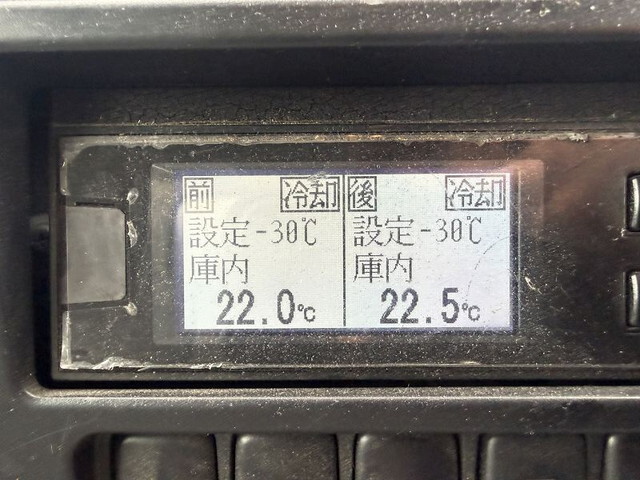 前 冷却
設定-30℃
庫内
22.0℃
後 冷却
設定-30℃
庫内
22.5℃